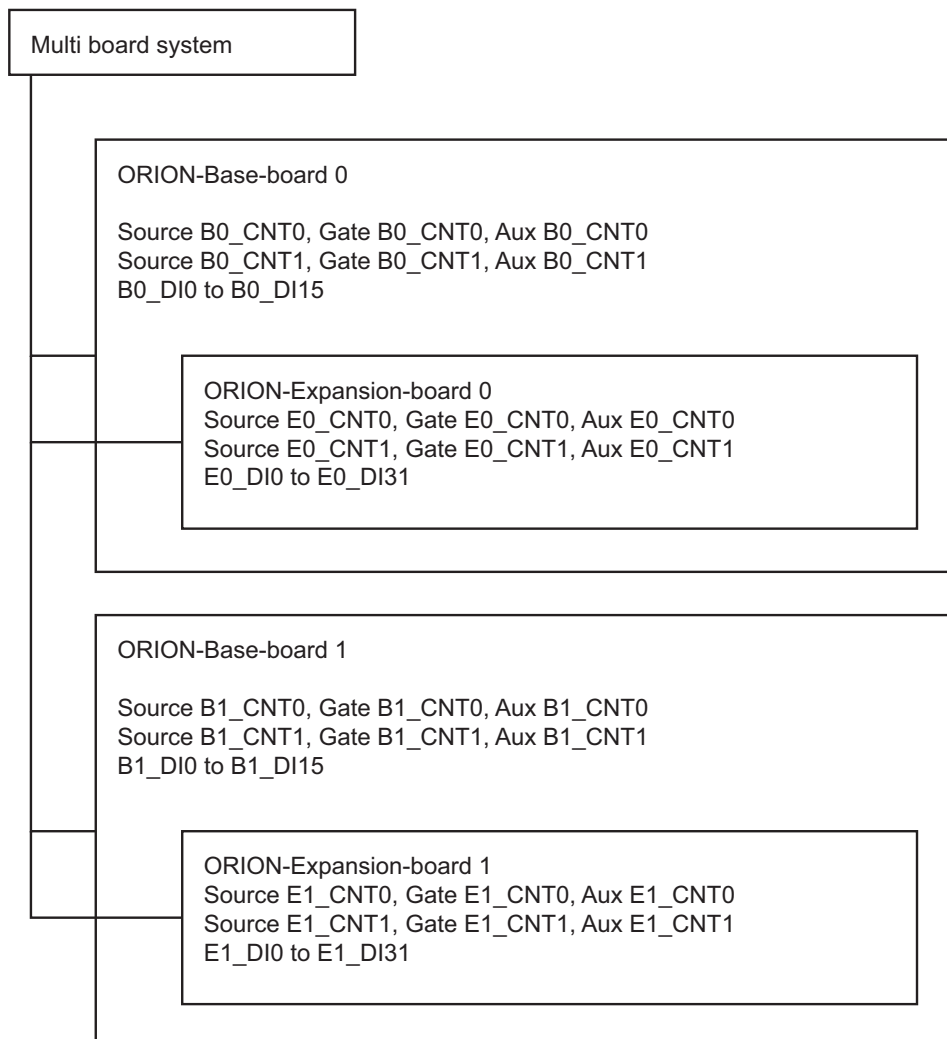 Multi board system
ORION-Base-board 0
Source B0_CNT0, Gate B0_CNT0, Aux B0_CNT0
Source B0_CNT1, Gate B0_CNT1, Aux B0_CNT1
B0_DI0 to B0_DI15
ORION-Expansion-board 0
Source E0_CNT0, Gate E0_CNT0, Aux E0_CNT0
Source E0_CNT1, Gate E0_CNT1, Aux E0_CNT1
E0_DI0 to E0_DI31
ORION-Base-board 1
Source B1_CNT0, Gate B1_CNT0, Aux B1_CNT0
Source B1_CNT1, Gate B1_CNT1, Aux B1_CNT1
B1_DI0 to B1_DI15
ORION-Expansion-board 1
Source E1_CNT0, Gate E1_CNT0, Aux E1_CNT0
Source E1_CNT1, Gate E1_CNT1, Aux E1_CNT1
E1_DI0 to E1_DI31